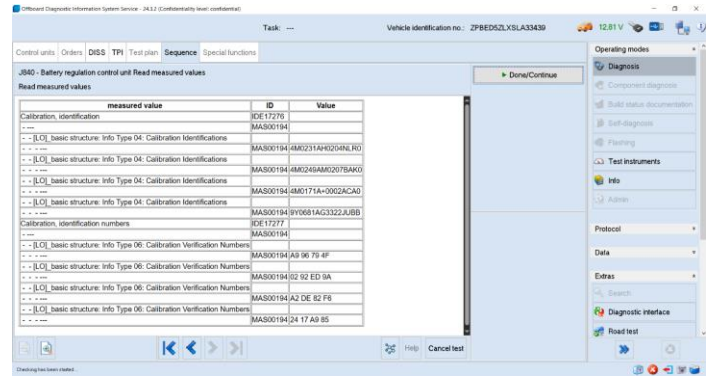 Offboard Diagnostic Information System Service - 24.1.2 (Confidentiality level: confidential)
Task: ---
Vehicle identification no.: ZPBED5ZLXSLA33439
12.81 V
Control units Orders DISS TPI Test plan Sequence Special functions
J840 - Battery regulation control unit Read measured values
Read measured values
Done/Continue
measured value ID Value
Calibration, identification IDE17276
- --- MAS00194
- - [LO]_basic structure: Info Type 04: Calibration Identifications
- - - --- MAS00194 4M0231AH0204NLR0
- - [LO]_basic structure: Info Type 04: Calibration Identifications
- - - --- MAS00194 4M0249AM0207BAK0
- - [LO]_basic structure: Info Type 04: Calibration Identifications
- - - --- MAS00194 4M0171A+0002ACA0
- - [LO]_basic structure: Info Type 04: Calibration Identifications
- - - --- MAS00194 9Y0681AG3322JUBB
Calibration, identification numbers IDE17277
- --- MAS00194
- - [LO]_basic structure: Info Type 06: Calibration Verification Numbers
- - - --- MAS00194 A9 96 79 4F
- - [LO]_basic structure: Info Type 06: Calibration Verification Numbers
- - - --- MAS00194 02 92 ED 9A
- - [LO]_basic structure: Info Type 06: Calibration Verification Numbers
- - - --- MAS00194 A2 DE 82 F6
- - [LO]_basic structure: Info Type 06: Calibration Verification Numbers
- - - --- MAS00194 24 17 A9 85
Help
Cancel test
Checking has been started...
Operating modes
Diagnosis
Component diagnosis
Build status documentation
Self-diagnosis
Flashing
Test instruments
Info
Admin
Protocol
Data
Extras
Search
Diagnostic interface
Road test